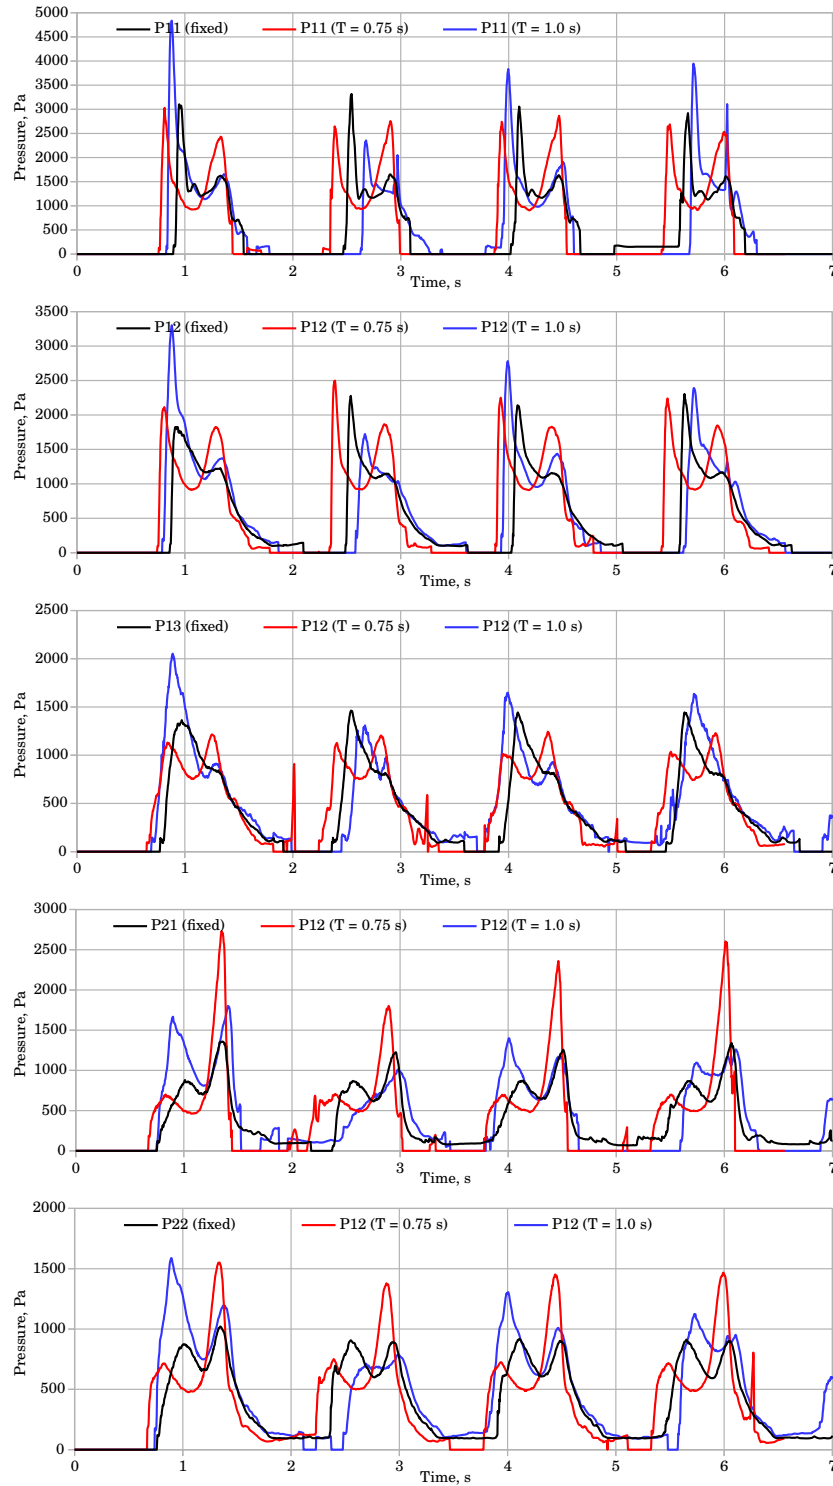 P11 (fixed) P11 (T = 0.75 s) P11 (T = 1.0 s)
5000
4500
4000
3500
3000
2500
2000
1500
1000
500
0
Pressure, Pa
0 1 2 3 4 5 6 7
Time, s
P12 (fixed) P12 (T = 0.75 s) P12 (T = 1.0 s)
3500
3000
2500
2000
1500
1000
500
0
Pressure, Pa
0 1 2 3 4 5 6 7
Time, s
P13 (fixed) P12 (T = 0.75 s) P12 (T = 1.0 s)
2500
2000
1500
1000
500
0
Pressure, Pa
0 1 2 3 4 5 6 7
Time, s
P21 (fixed) P12 (T = 0.75 s) P12 (T = 1.0 s)
3000
2500
2000
1500
1000
500
0
Pressure, Pa
0 1 2 3 4 5 6 7
Time, s
P22 (fixed) P12 (T = 0.75 s) P12 (T = 1.0 s)
2000
1500
1000
500
0
Pressure, Pa
0 1 2 3 4 5 6 7
Time, s